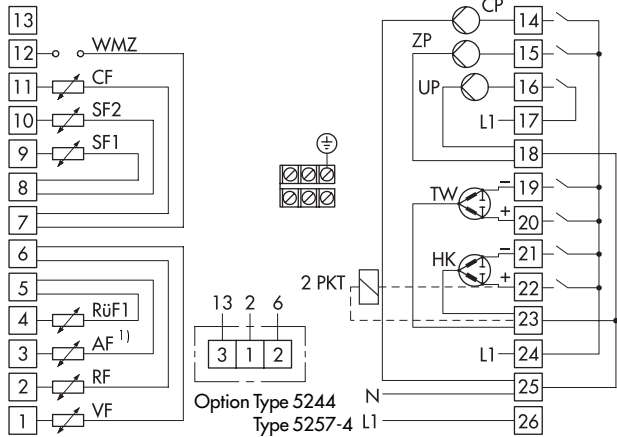 13
12 WMZ
11 CF
10 SF2
9 SF1
8
7
6
5
4 RüF1
3 AF 1)
2 RF
1 VF
13 2 6
3 1 2
Option Type 5244
Type 5257-4
CP 14
ZP 15
UP 16
L1 17
18
TW − 19
+ 20
HK − 21
2 PKT + 22
23
L1 24
N 25
L1 26